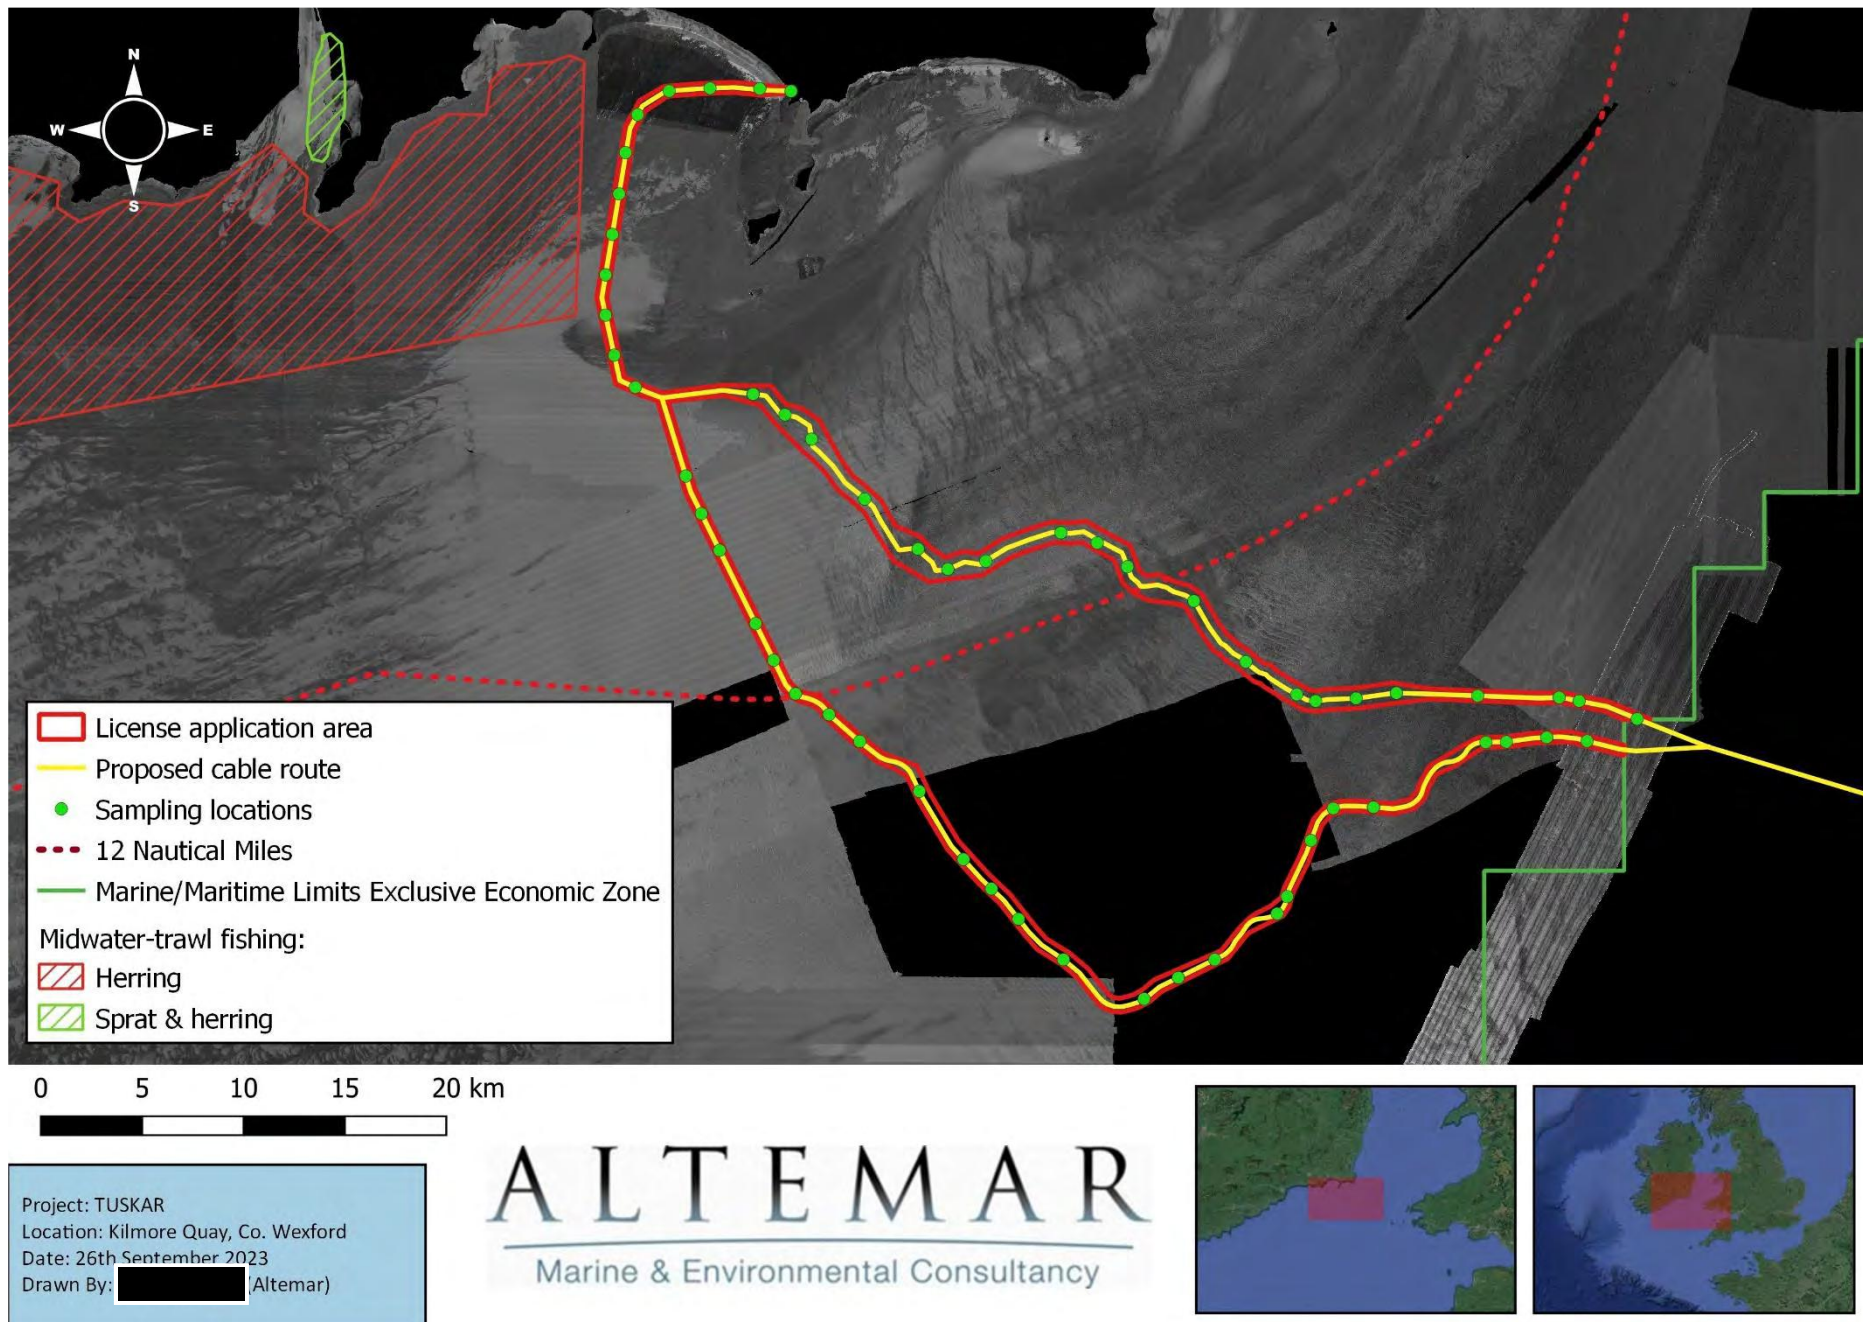 N
W E
S
License application area
Proposed cable route
Sampling locations
12 Nautical Miles
Marine/Maritime Limits Exclusive Economic Zone
Midwater-trawl fishing:
Herring
Sprat & herring
0 5 10 15 20 km
Project: TUSKAR
Location: Kilmore Quay, Co. Wexford
Date: 26th September 2023
Drawn By: (Altemar)
ALTEMAR
Marine & Environmental Consultancy